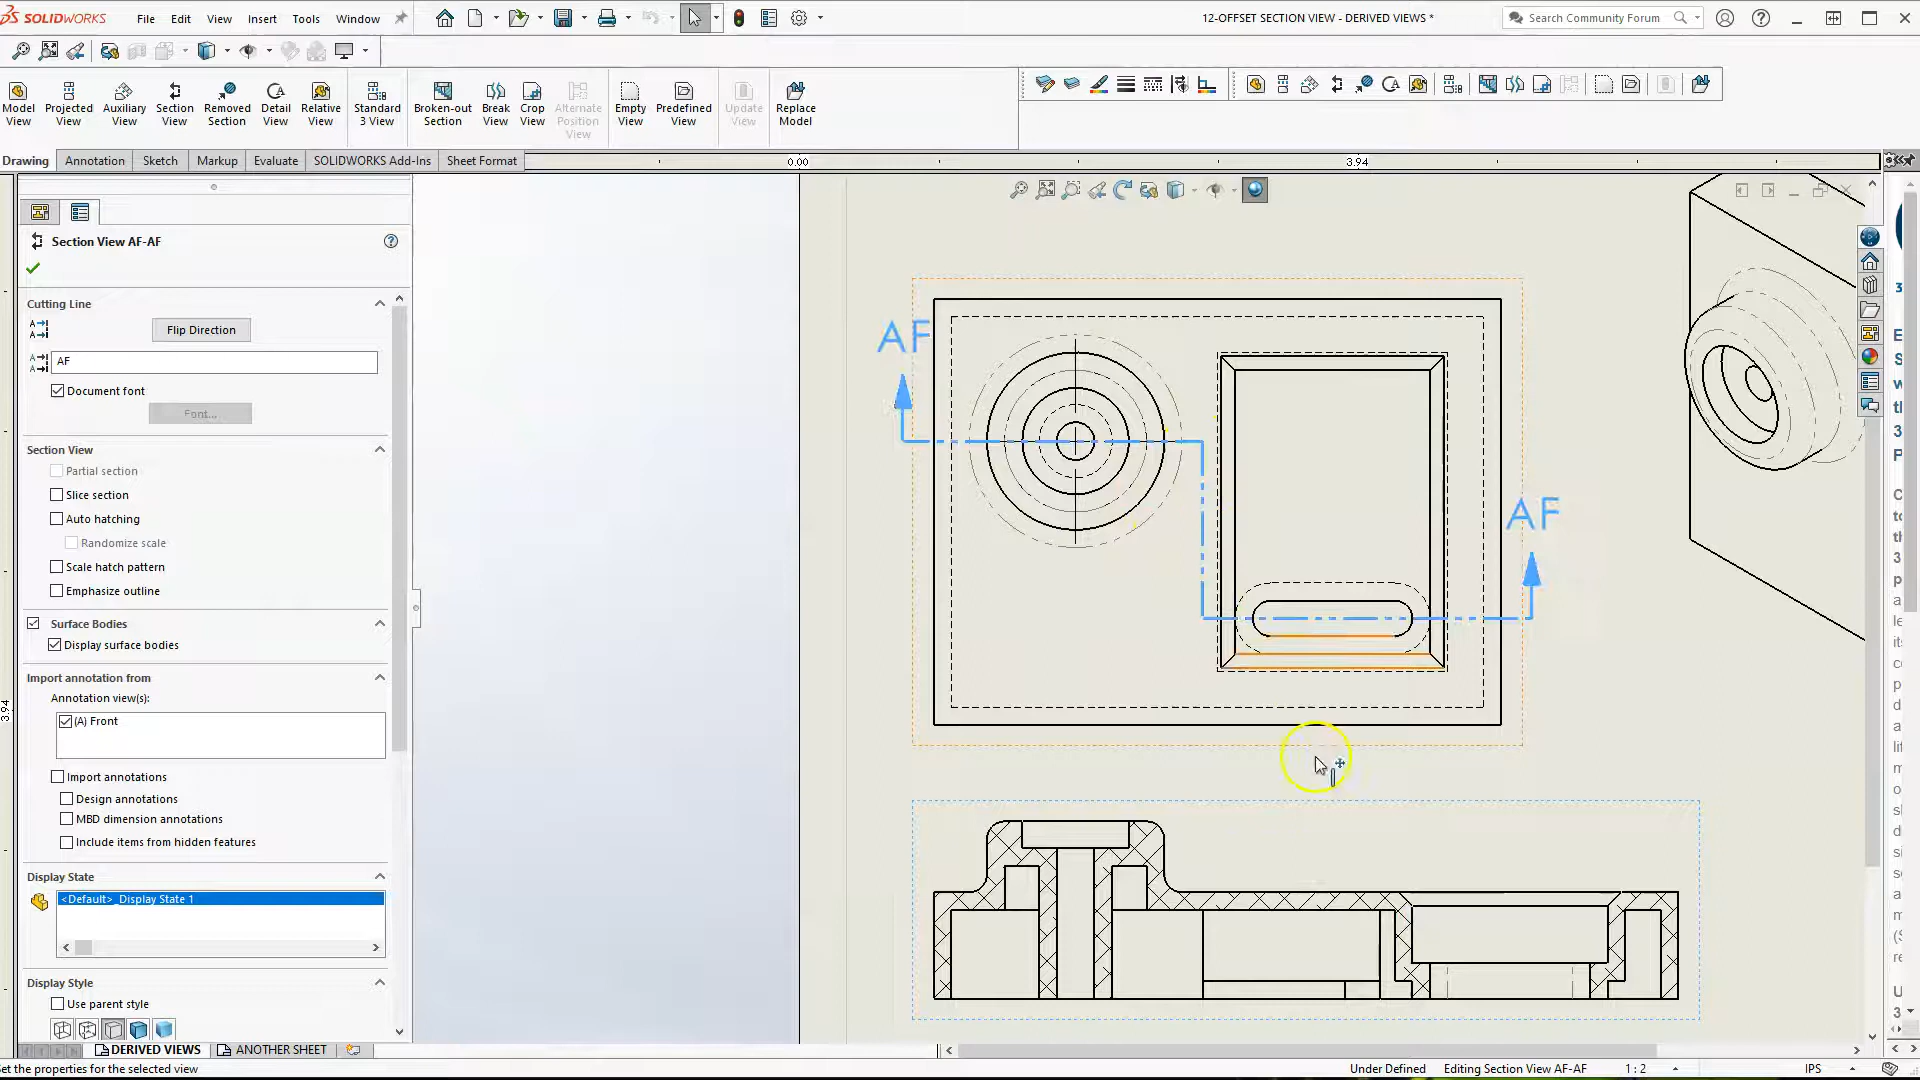 SOLIDWORKS File Edit View Insert Tools Window
12-OFFSET SECTION VIEW - DERIVED VIEWS *
Search Community Forum
Model View
Projected View
Auxiliary View
Section View
Removed Section
Detail View
Relative View
Standard 3 View
Broken-out Section
Break View
Crop View
Alternate Position View
Empty View
Predefined View
Update View
Replace Model
Drawing Annotation Sketch Markup Evaluate SOLIDWORKS Add-Ins Sheet Format
0.00 3.94
Section View AF-AF
Cutting Line
Flip Direction
AF
Document font
Font...
Section View
Partial section
Slice section
Auto hatching
Randomize scale
Scale hatch pattern
Emphasize outline
Surface Bodies
Display surface bodies
Import annotation from
Annotation view(s):
(A) Front
3.94
Import annotations
Design annotations
MBD dimension annotations
Include items from hidden features
Display State
<Default>_Display State 1
Display Style
Use parent style
AF
AF
DERIVED VIEWS ANOTHER SHEET
et the properties for the selected view
Under Defined Editing Section View AF-AF 1 : 2 IPS